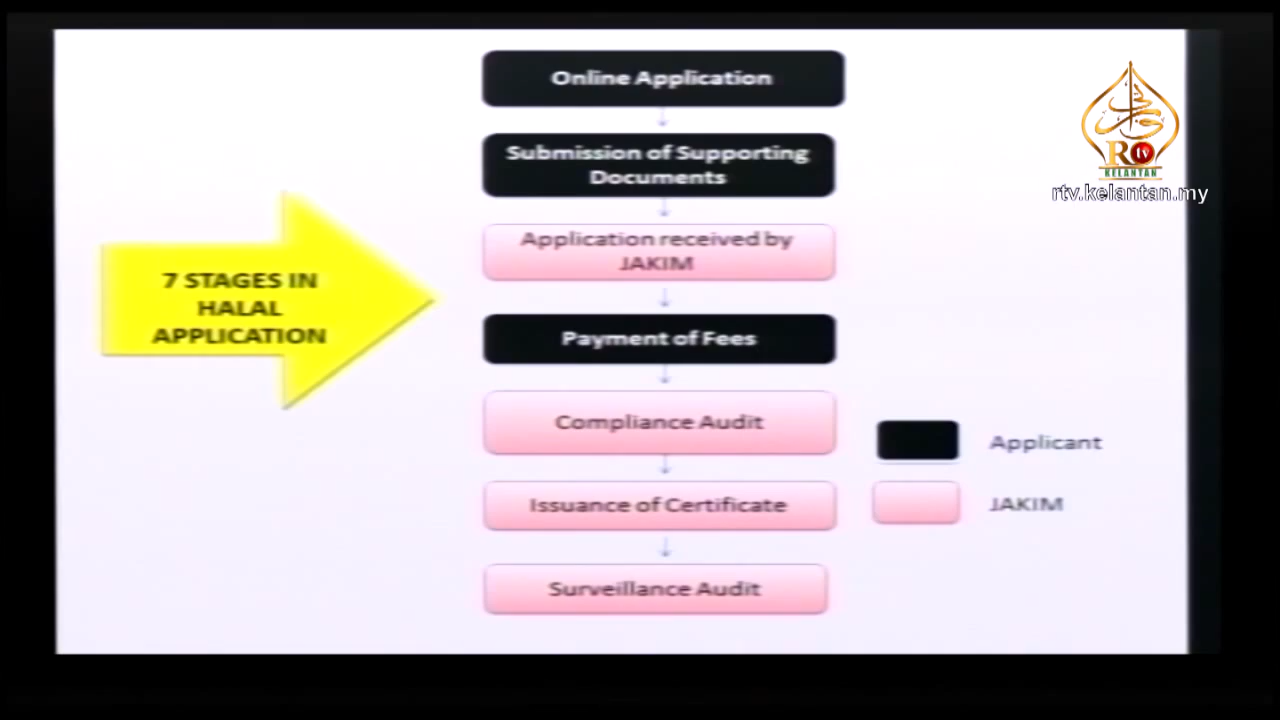 Online Application
Submission of Supporting
Documents
Application received by
JAKIM
Payment of Fees
Compliance Audit
Issuance of Certificate
Surveillance Audit
7 STAGES IN
HALAL
APPLICATION
Applicant
JAKIM
R tv
KELANTAN
rtv.kelantan.my